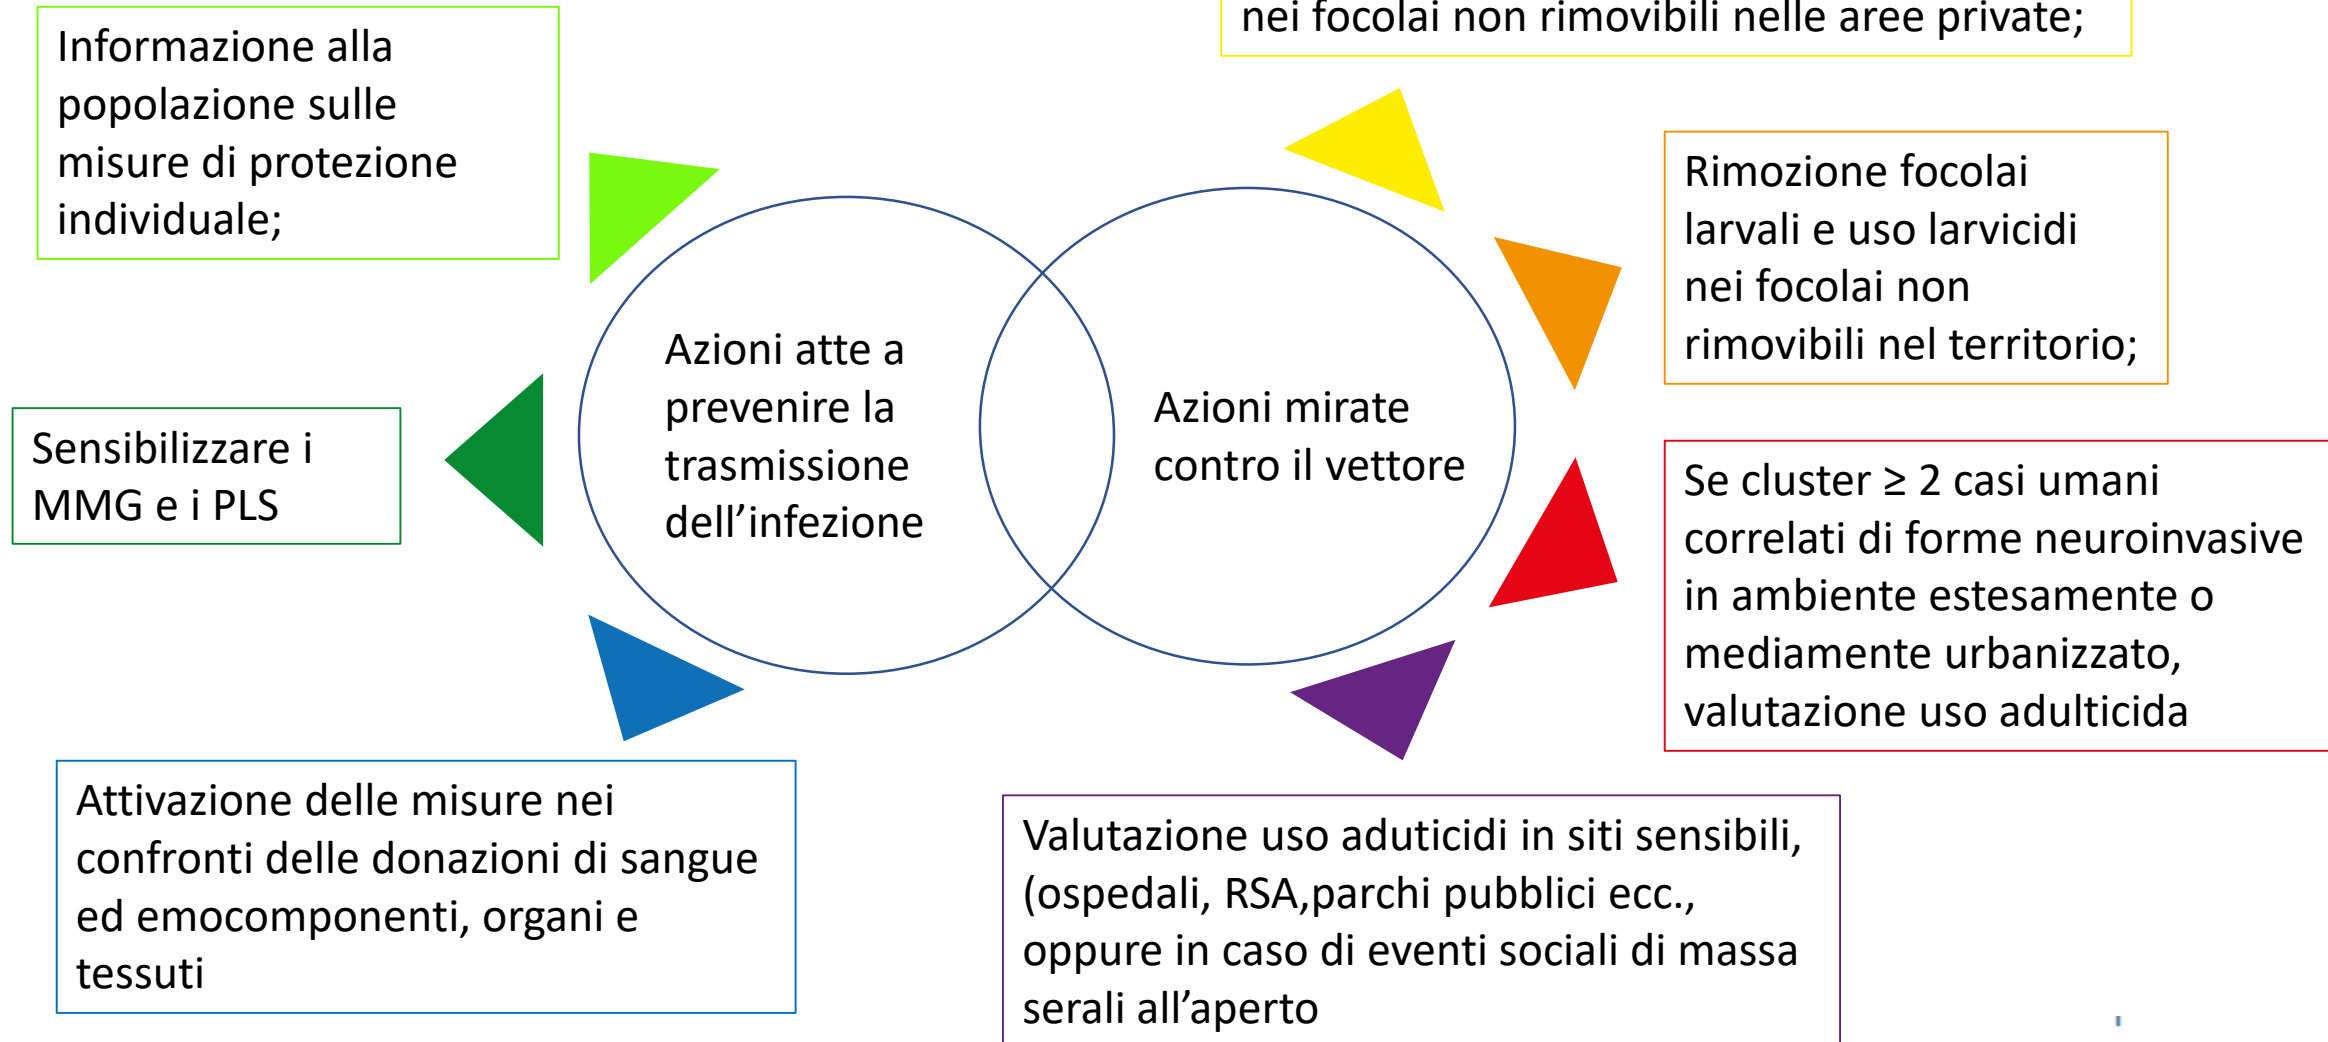 nei focolai non rimovibili nelle aree private;
Informazione alla
popolazione sulle
misure di protezione
individuale;
Rimozione focolai
larvali e uso larvicidi
nei focolai non
rimovibili nel territorio;
Azioni atte a
prevenire la
trasmissione
dell’infezione
Azioni mirate
contro il vettore
Sensibilizzare i
MMG e i PLS
Se cluster ≥ 2 casi umani
correlati di forme neuroinvasive
in ambiente estesamente o
mediamente urbanizzato,
valutazione uso adulticida
Attivazione delle misure nei
confronti delle donazioni di sangue
ed emocomponenti, organi e
tessuti
Valutazione uso aduticidi in siti sensibili,
(ospedali, RSA,parchi pubblici ecc.,
oppure in caso di eventi sociali di massa
serali all’aperto